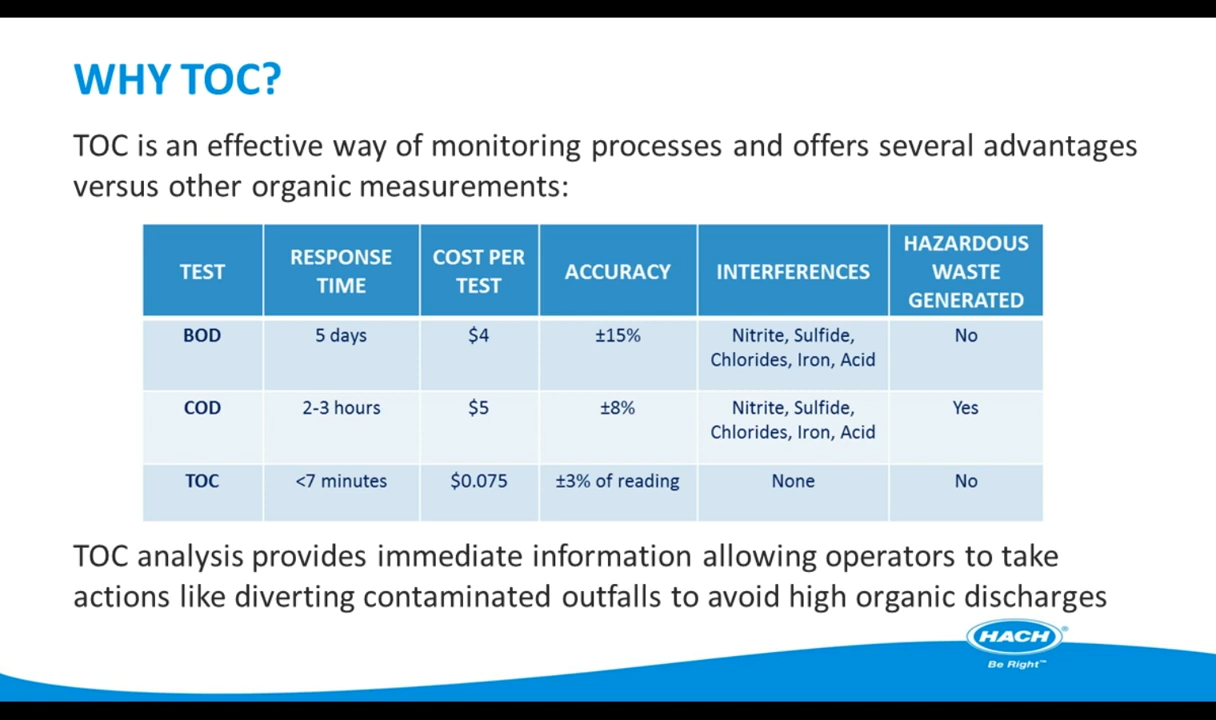 WHY TOC?
TOC is an effective way of monitoring processes and offers several advantages
versus other organic measurements:
TEST
RESPONSE
TIME
COST PER
TEST
ACCURACY
INTERFERENCES
HAZARDOUS
WASTE
GENERATED
BOD
5 days
$4
±15%
Nitrite, Sulfide,
Chlorides, Iron, Acid
No
COD
2-3 hours
$5
±8%
Nitrite, Sulfide,
Chlorides, Iron, Acid
Yes
TOC
<7 minutes
$0.075
±3% of reading
None
No
TOC analysis provides immediate information allowing operators to take
actions like diverting contaminated outfalls to avoid high organic discharges
HACH®
Be Right™